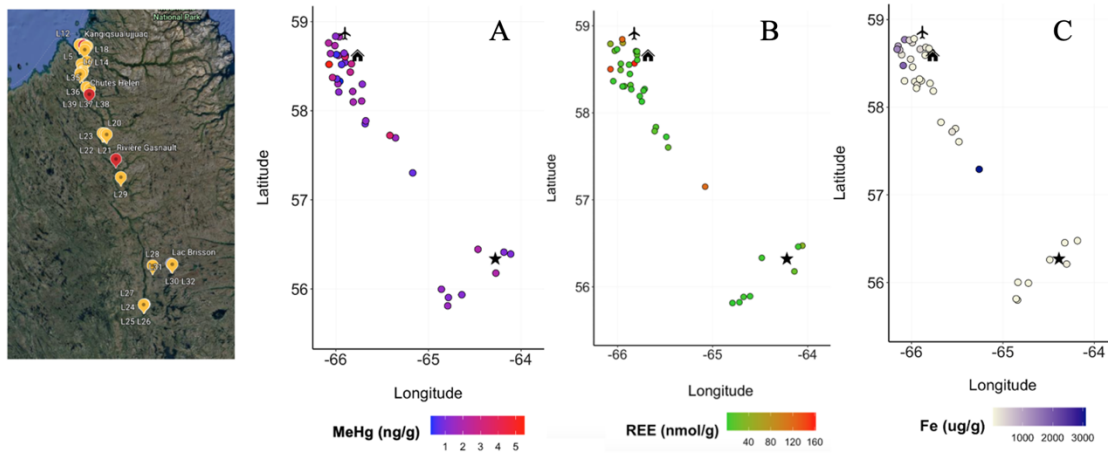 National Park
L12
Kangiqsualujjuaq
L18
L5
L14
L35
Chutes Helen
L36
L39 L37 L38
L20
L23
L22 L21
Rivière Gasnault
L29
L28
Lac Brisson
L30 L32
L27
L24
L25 L26
A
59
58
57
56
Latitude
-66
-65
-64
Longitude
MeHg (ng/g)
1 2 3 4 5
B
59
58
57
56
Latitude
-66
-65
-64
Longitude
REE (nmol/g)
40 80 120 160
C
59
58
57
56
Latitude
-66
-65
-64
Longitude
Fe (ug/g)
1000 2000 3000